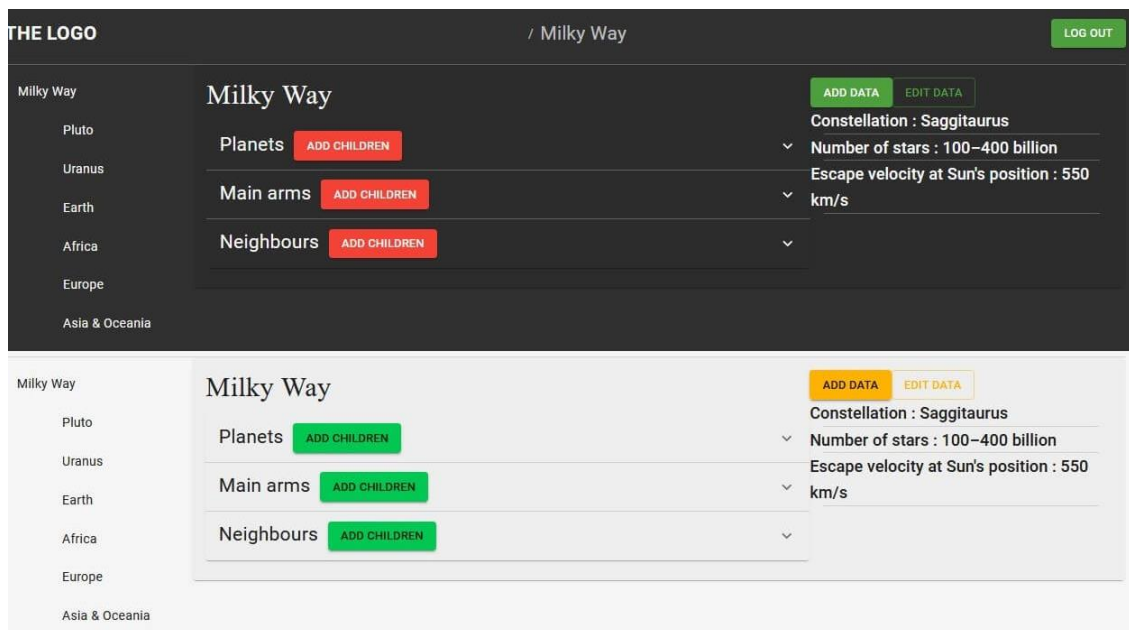 THE LOGO
/ Milky Way
LOG OUT
Milky Way
Pluto
Uranus
Earth
Africa
Europe
Asia & Oceania
Milky Way
Planets ADD CHILDREN
Main arms ADD CHILDREN
Neighbours ADD CHILDREN
ADD DATA EDIT DATA
Constellation : Saggitaurus
Number of stars : 100–400 billion
Escape velocity at Sun's position : 550
km/s
Milky Way
Pluto
Uranus
Earth
Africa
Europe
Asia & Oceania
Milky Way
Planets ADD CHILDREN
Main arms ADD CHILDREN
Neighbours ADD CHILDREN
ADD DATA EDIT DATA
Constellation : Saggitaurus
Number of stars : 100–400 billion
Escape velocity at Sun's position : 550
km/s